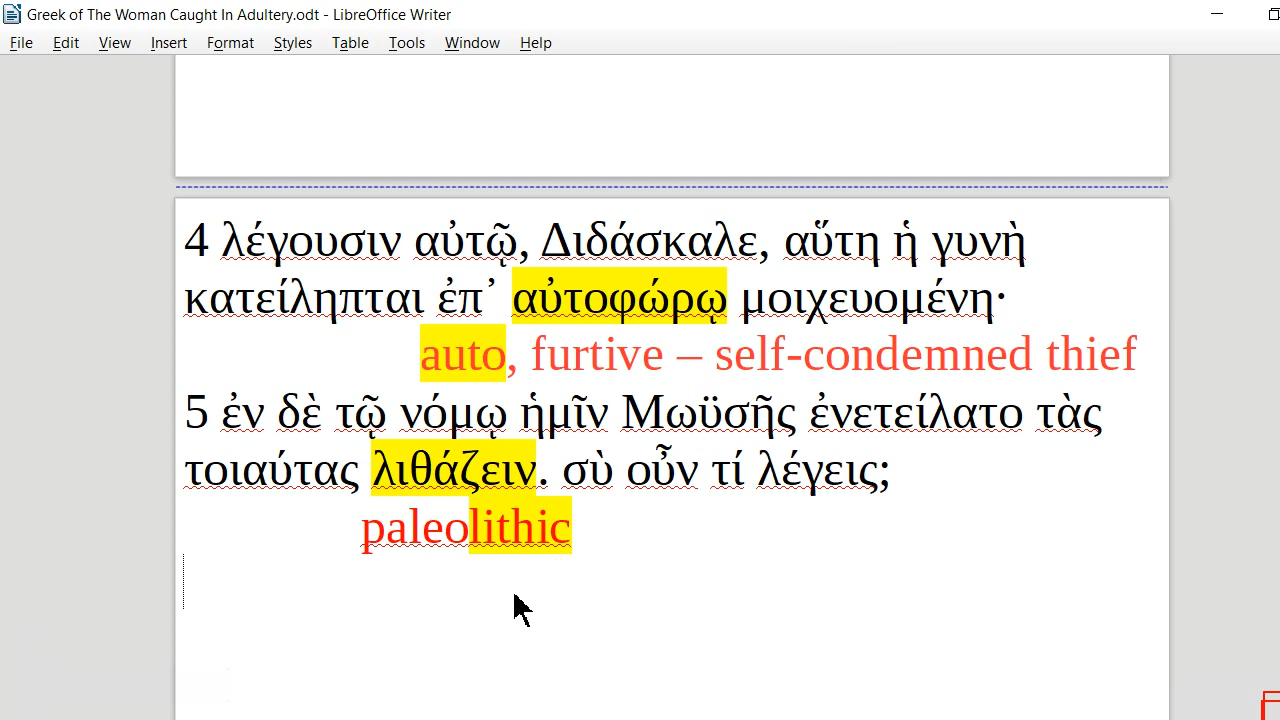 Greek of The Woman Caught In Adultery.odt - LibreOffice Writer
File Edit View Insert Format Styles Table Tools Window Help
4 λέγουσιν αὐτῷ, Διδάσκαλε, αὕτη ἡ γυνὴ
κατείληπται ἐπ᾽ αὐτοφώρῳ μοιχευομένη·
auto, furtive – self-condemned thief
5 ἐν δὲ τῷ νόμῳ ἡμῖν Μωϋσῆς ἐνετείλατο τὰς
τοιαύτας λιθάζειν. σὺ οὖν τί λέγεις;
paleolithic